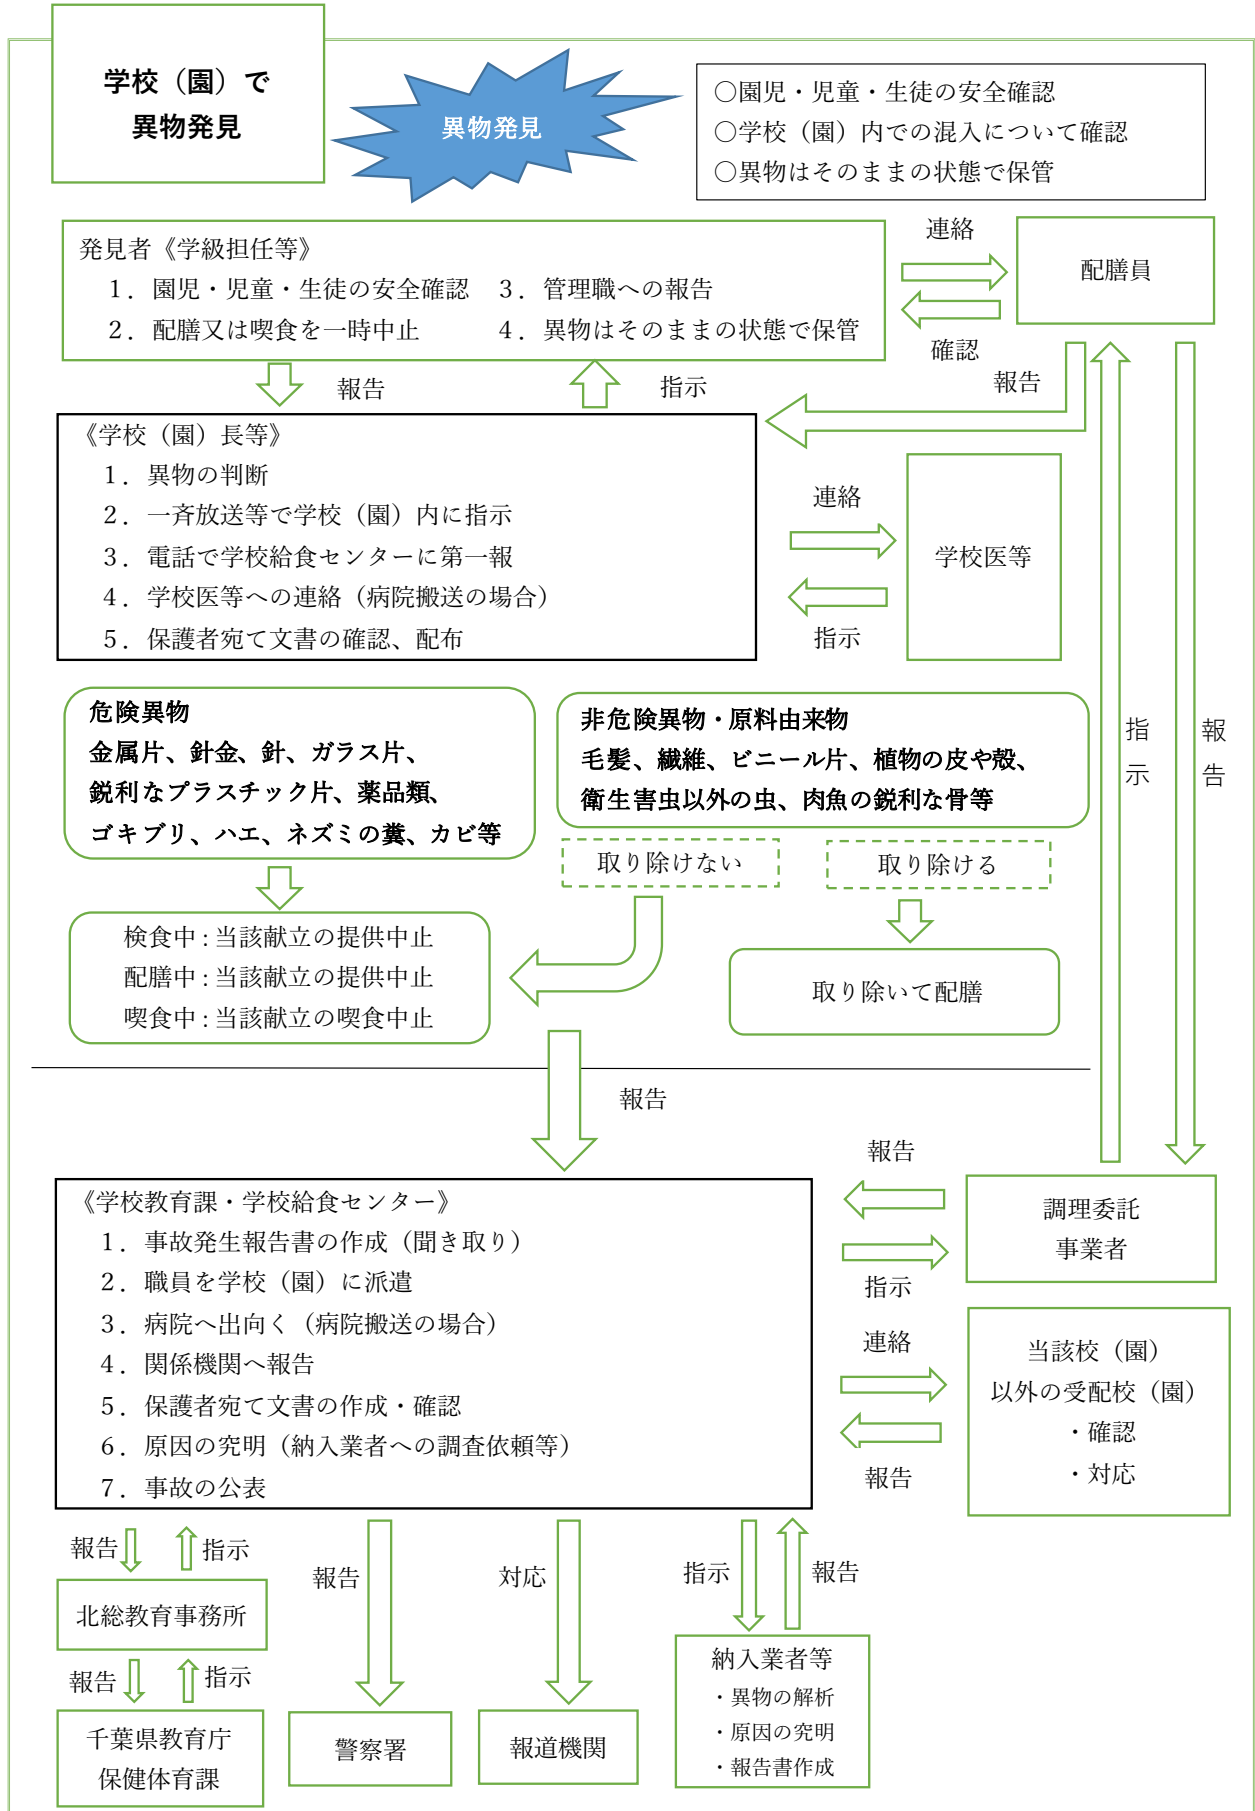 学校（園）で
異物発見
異物発見
○園児・児童・生徒の安全確認
○学校（園）内での混入について確認
○異物はそのままの状態で保管
発見者《学級担任等》
１．園児・児童・生徒の安全確認　３．管理職への報告
２．配膳又は喫食を一時中止　４．異物はそのままの状態で保管
連絡
確認
配膳員
報告
指示
報告
《学校（園）長等》
１．異物の判断
２．一斉放送等で学校（園）内に指示
３．電話で学校給食センターに第一報
４．学校医等への連絡（病院搬送の場合）
５．保護者宛て文書の確認、配布
連絡
指示
学校医等
危険異物
金属片、針金、針、ガラス片、
鋭利なプラスチック片、薬品類、
ゴキブリ、ハエ、ネズミの糞、カビ等
非危険異物・原料由来物
毛髪、繊維、ビニール片、植物の皮や殻、
衛生害虫以外の虫、肉魚の鋭利な骨等
指示
報告
取り除けない
取り除ける
検食中：当該献立の提供中止
配膳中：当該献立の提供中止
喫食中：当該献立の喫食中止
取り除いて配膳
報告
《学校教育課・学校給食センター》
１．事故発生報告書の作成（聞き取り）
２．職員を学校（園）に派遣
３．病院へ出向く（病院搬送の場合）
４．関係機関へ報告
５．保護者宛て文書の作成・確認
６．原因の究明（納入業者への調査依頼等）
７．事故の公表
報告
指示
調理委託
事業者
連絡
報告
当該校（園）
以外の受配校（園）
・確認
・対応
報告
指示
北総教育事務所
報告
指示
千葉県教育庁
保健体育課
報告
警察署
対応
報道機関
指示
報告
納入業者等
・異物の解析
・原因の究明
・報告書作成